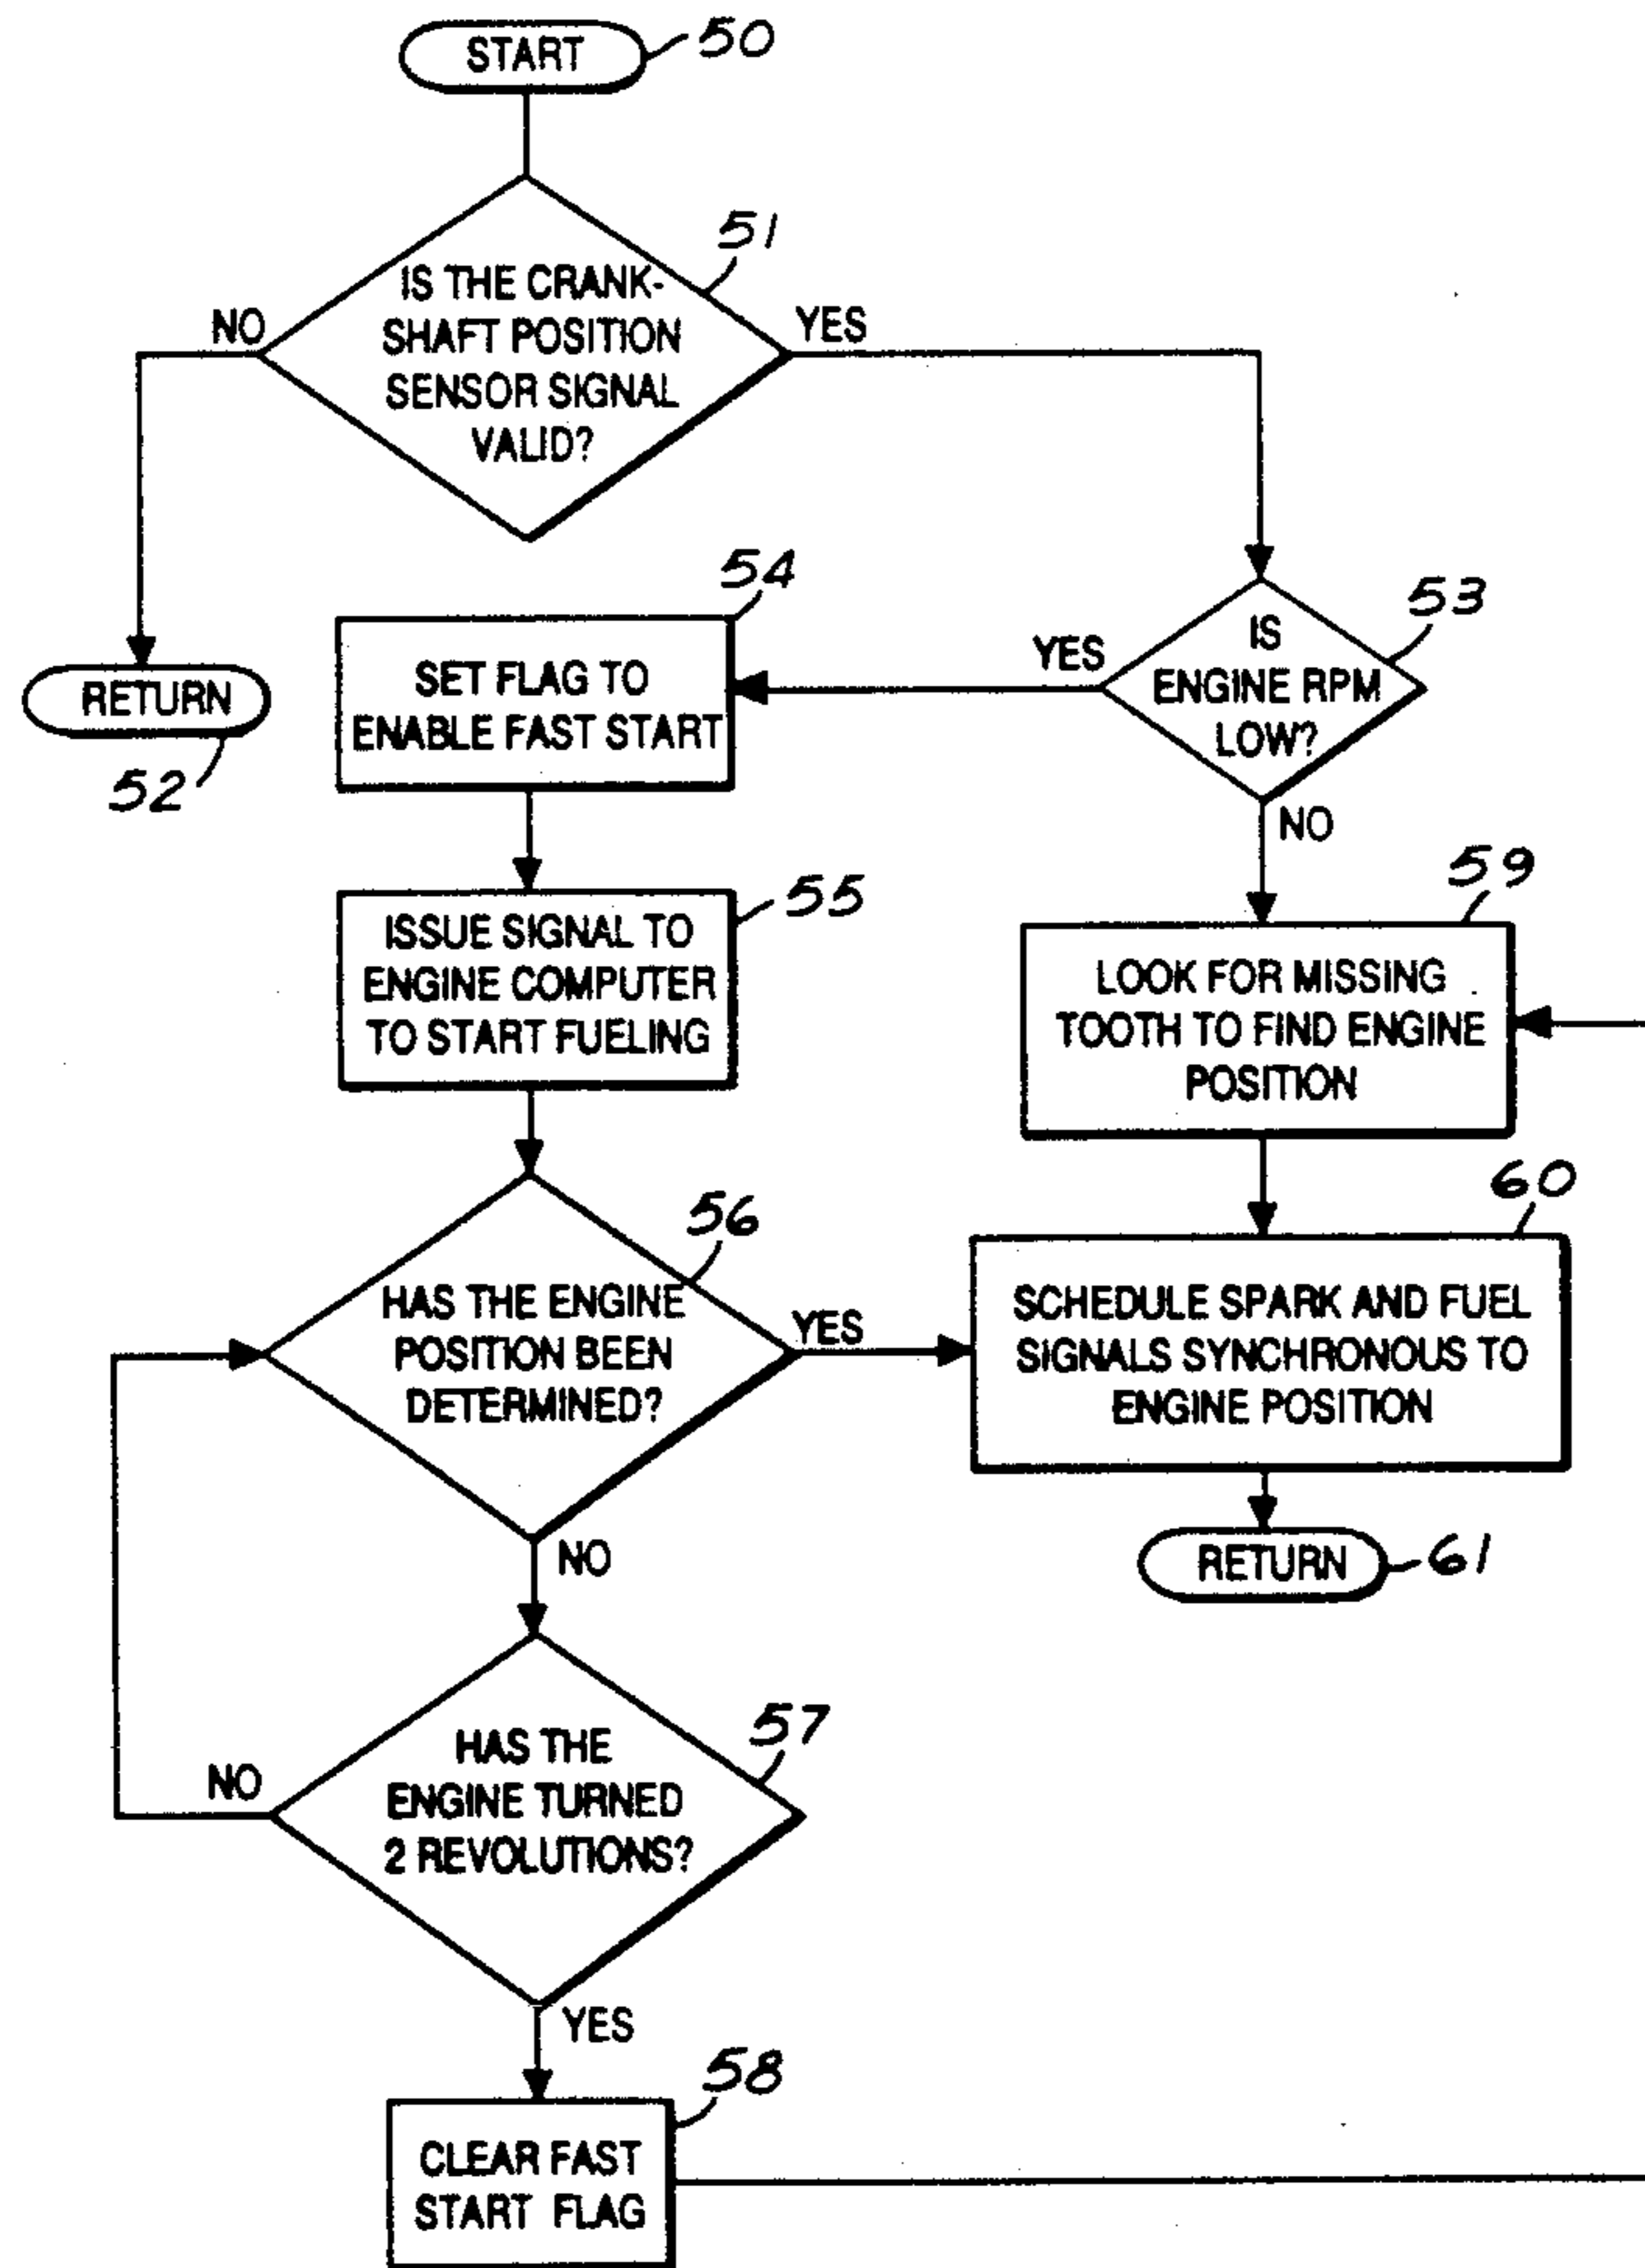 START
50
51
IS THE CRANK-
SHAFT POSITION
SENSOR SIGNAL
VALID?
NO
YES
RETURN
52
53
IS
ENGINE RPM
LOW?
YES
NO
54
SET FLAG TO
ENABLE FAST START
55
ISSUE SIGNAL TO
ENGINE COMPUTER
TO START FUELING
59
LOOK FOR MISSING
TOOTH TO FIND ENGINE
POSITION
56
HAS THE ENGINE
POSITION BEEN
DETERMINED?
YES
NO
60
SCHEDULE SPARK AND FUEL
SIGNALS SYNCHRONOUS TO
ENGINE POSITION
RETURN
61
57
HAS THE
ENGINE TURNED
2 REVOLUTIONS?
NO
YES
58
CLEAR FAST
START FLAG